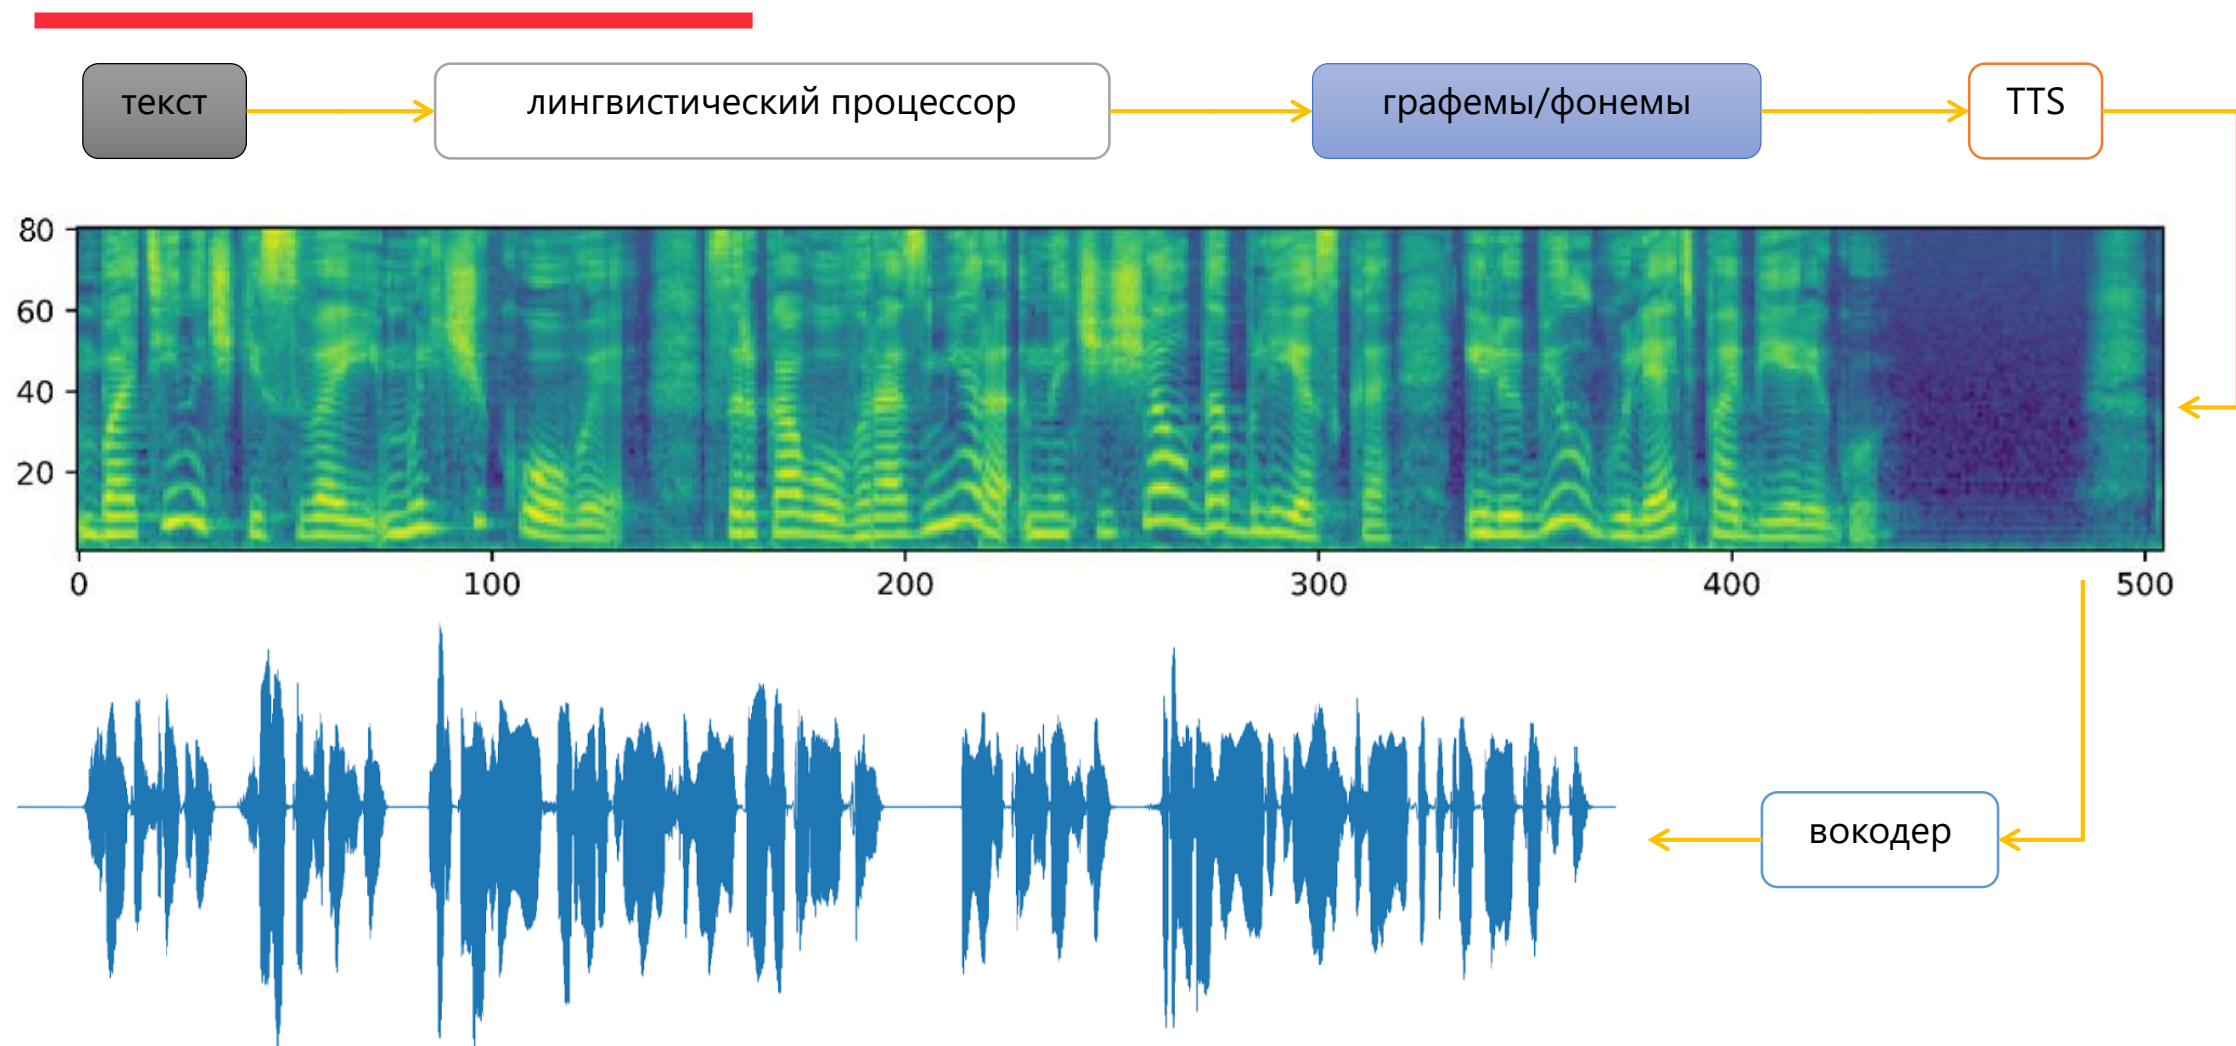 текст
лингвистический процессор
графемы/фонемы
TTS
80
60
40
20
0 100 200 300 400 500
вокодер